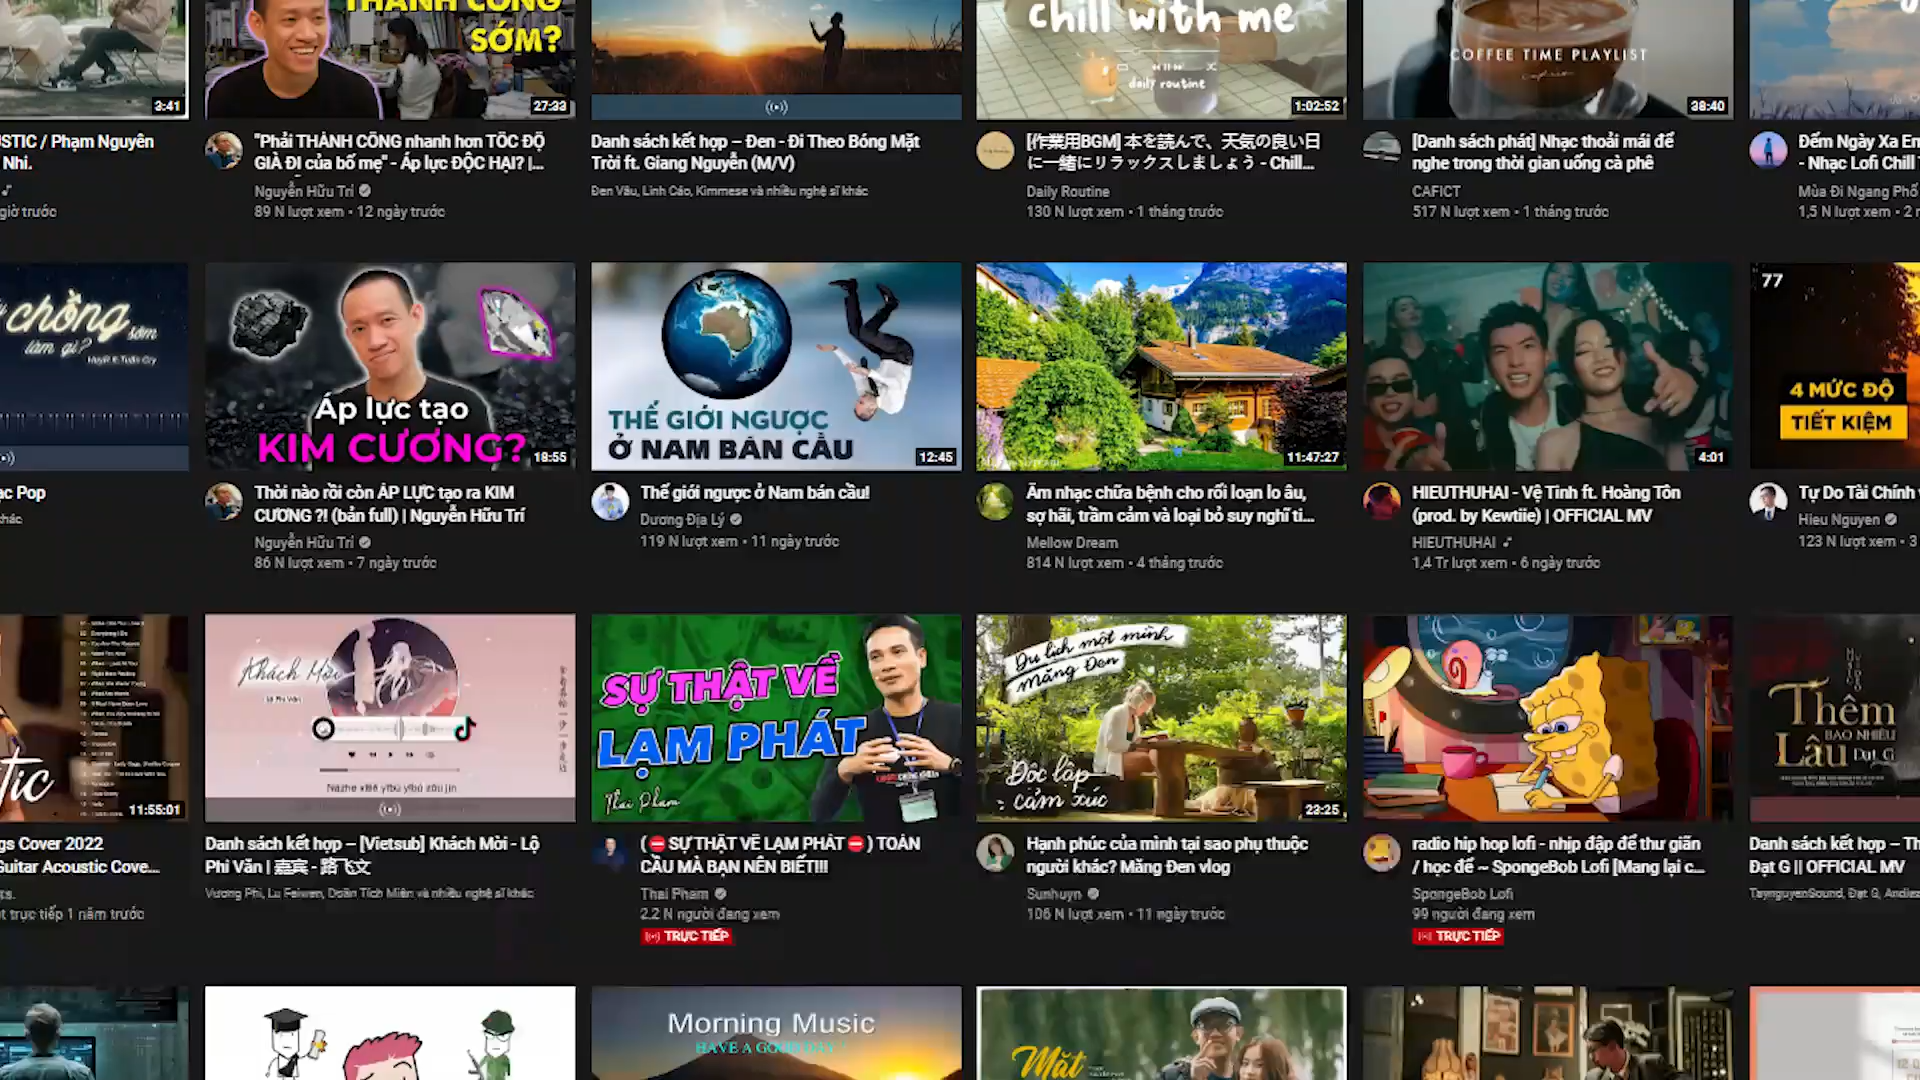 THÀNH CÔNG
SỚM?
chill with me
daily routine
COFFEE TIME PLAYLIST
3:41
27:33
1:02:52
38:40
STIC / Phạm Nguyên
Nhi.
giờ trước
"Phải THÀNH CÔNG nhanh hơn TỐC ĐỘ
GIÀ ĐI của bố mẹ" - Áp lực ĐỘC HẠI? |...
Nguyễn Hữu Trí
89 N lượt xem • 12 ngày trước
Danh sách kết hợp – Đen - Đi Theo Bóng Mặt
Trời ft. Giang Nguyễn (M/V)
Đen Vâu, Linh Cáo, Kimmese và nhiều nghệ sĩ khác
[作業用BGM] 本を読んで、天気の良い日
に一緒にリラックスしましょう - Chill...
Daily Routine
130 N lượt xem • 1 tháng trước
[Danh sách phát] Nhạc thoải mái để
nghe trong thời gian uống cà phê
CAFICT
517 N lượt xem • 1 tháng trước
Đếm Ngày Xa Em
- Nhạc Lofi Chill
Mùa Đi Ngang Phố
1,5 N lượt xem • 2
chồng sớm
làm gì?
HuyR ft.Tuấn Cry
Áp lực tạo
KIM CƯƠNG?
18:55
THẾ GIỚI NGƯỢC
Ở NAM BÁN CẦU
12:45
11:47:27
4:01
77
4 MỨC ĐỘ
TIẾT KIỆM
ạc Pop
khác
Thời nào rồi còn ÁP LỰC tạo ra KIM
CƯƠNG ?! (bản full) | Nguyễn Hữu Trí
Nguyễn Hữu Trí
86 N lượt xem • 7 ngày trước
Thế giới ngược ở Nam bán cầu!
Dương Địa Lý
119 N lượt xem • 11 ngày trước
Âm nhạc chữa bệnh cho rối loạn lo âu,
sợ hãi, trầm cảm và loại bỏ suy nghĩ ti...
Mellow Dream
814 N lượt xem • 4 tháng trước
HIEUTHUHAI - Vệ Tinh ft. Hoàng Tôn
(prod. by Kewtiie) | OFFICIAL MV
HIEUTHUHAI
1,4 Tr lượt xem • 6 ngày trước
Tự Do Tài Chính
Hieu Nguyen
123 N lượt xem • 3
tic
11:55:01
Khách Mời
Lộ Phi Văn
SỰ THẬT VỀ
LẠM PHÁT
Thai Pham
Du lịch một mình
măng Đen
Độc lập
cảm xúc
23:25
MUSIC VIDEO
Thêm
BAO NHIÊU
Lâu Đạt G
gs Cover 2022
Guitar Acoustic Cove...
ts.
t trực tiếp 1 năm trước
Danh sách kết hợp – [Vietsub] Khách Mời - Lộ
Phi Văn | 嘉宾 - 路飞文
Vương Phi, Lu Feiwen, Doãn Tích Miên và nhiều nghệ sĩ khác
(⛔ SỰ THẬT VỀ LẠM PHÁT ⛔) TOÀN
CẦU MÀ BẠN NÊN BIẾT!!!
Thai Pham
2.2 N người đang xem
TRỰC TIẾP
Hạnh phúc của mình tại sao phụ thuộc
người khác? Măng Đen vlog
Sunhuyn
106 N lượt xem • 11 ngày trước
radio hip hop lofi - nhịp đập để thư giãn
/ học để ~ SpongeBob Lofi [Mang lại c...
SpongeBob Lofi
99 người đang xem
TRỰC TIẾP
Danh sách kết hợp – Th
Đạt G || OFFICIAL MV
TaynguyenSound, Đạt G, Andiez
Morning Music
HAVE A GOOD DAY
Mắt